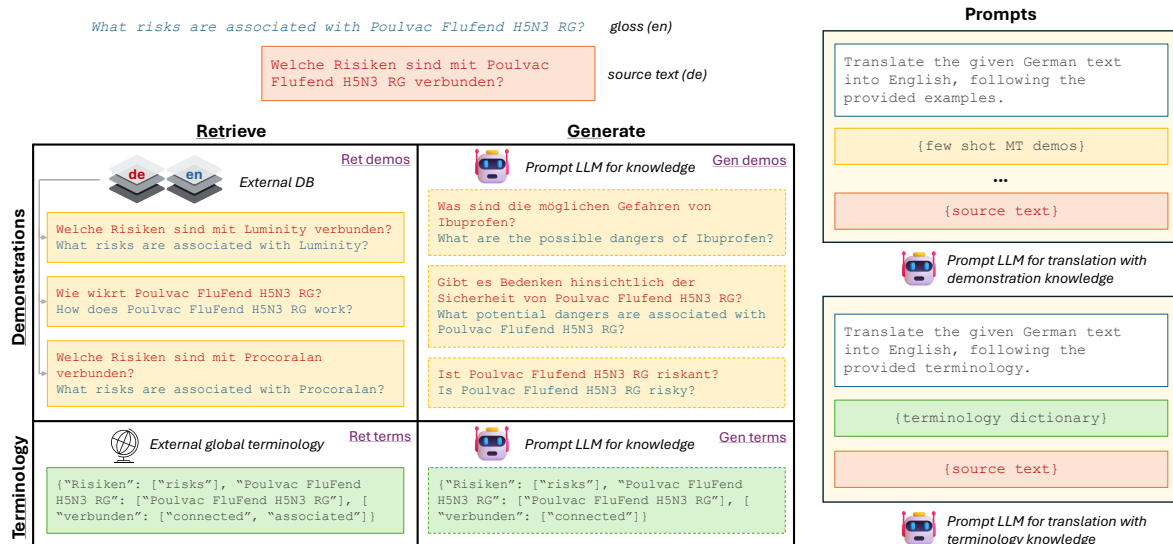 What risks are associated with Poulvac Flufend H5N3 RG?
gloss (en)
Welche Risiken sind mit Poulvac
Flufend H5N3 RG verbunden?
source text (de)
Retrieve
Generate
Demonstrations
Ret demos
de
en
External DB
Welche Risiken sind mit Luminity verbunden?
What risks are associated with Luminity?
Wie wikrt Poulvac FluFend H5N3 RG?
How does Poulvac FluFend H5N3 RG work?
Welche Risiken sind mit Procoralan
verbunden?
What risks are associated with Procoralan?
Gen demos
Prompt LLM for knowledge
Was sind die möglichen Gefahren von
Ibuprofen?
What are the possible dangers of Ibuprofen?
Gibt es Bedenken hinsichtlich der
Sicherheit von Poulvac Flufend H5N3 RG?
What potential dangers are associated with
Poulvac Flufend H5N3 RG?
Ist Poulvac Flufend H5N3 RG riskant?
Is Poulvac Flufend H5N3 RG risky?
Terminology
Ret terms
External global terminology
{“Risiken”: [“risks”], “Poulvac FluFend
H5N3 RG”: [“Poulvac FluFend H5N3 RG”], [
“verbunden”: [“connected”, “associated”]}
Gen terms
Prompt LLM for knowledge
{“Risiken”: [“risks”], “Poulvac FluFend
H5N3 RG”: [“Poulvac FluFend H5N3 RG”], [
“verbunden”: [“connected”]}
Prompts
Translate the given German text
into English, following the
provided examples.
{few shot MT demos}
...
{source text}
Prompt LLM for translation with
demonstration knowledge
Translate the given German text
into English, following the
provided terminology.
{terminology dictionary}
{source text}
Prompt LLM for translation with
terminology knowledge